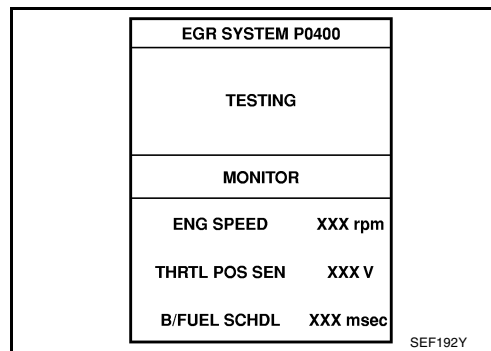 EGR SYSTEM P0400
TESTING
MONITOR
ENG SPEED XXX rpm
THRTL POS SEN XXX V
B/FUEL SCHDL XXX msec
SEF192Y